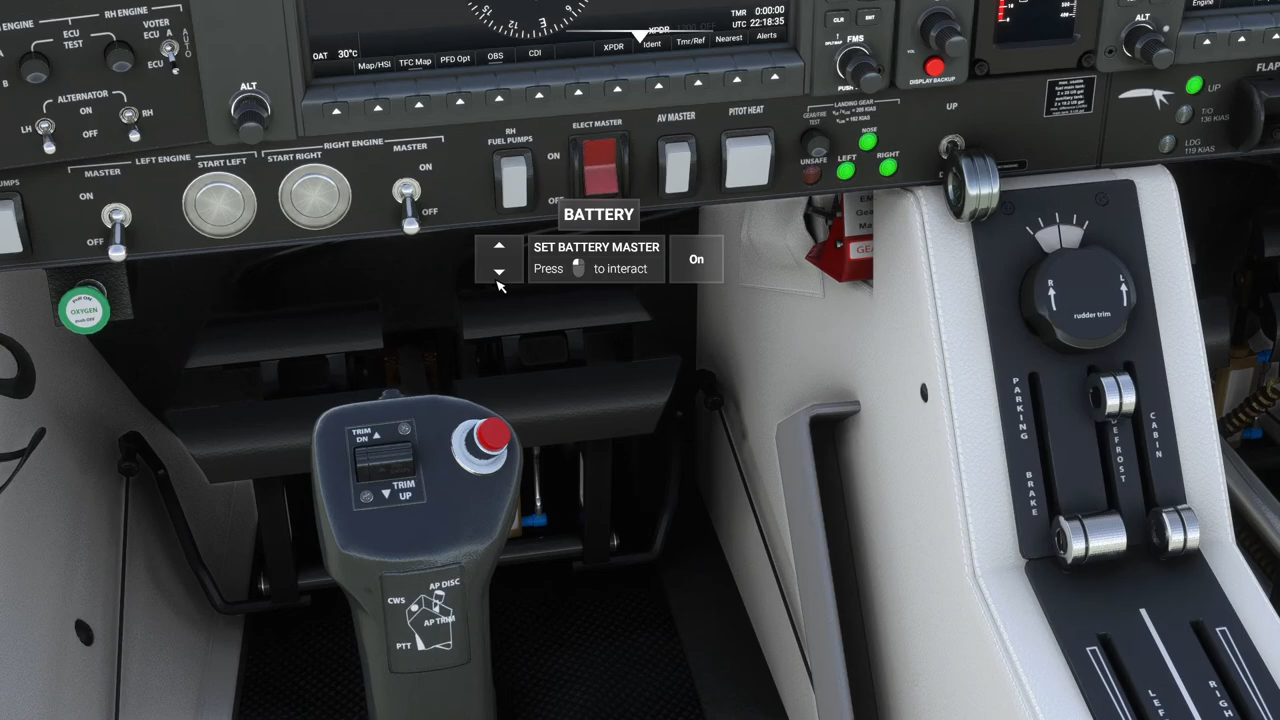 ENGINE
RH ENGINE
ECU
TEST
VOTER
ECU A
AUTO
ECU
B
ALTERNATOR
ON
LH
OFF
RH
ALT
OAT 30°C
Map/HSI
TFC Map
PFD Opt
OBS
CDI
XPDR
Ident
Tmr/Ref
Nearest
Alerts
XPDR
TMR 0:00:00
UTC 22:18:35
12
15
E
CLR
ENT
FMS
VOL
DISPLAY BACKUP
ALT
Engine
FLAP
UP
T/O
136 KIAS
LDG
119 KIAS
UMPS
LEFT ENGINE
MASTER
ON
OFF
START LEFT
RIGHT ENGINE
START RIGHT
MASTER
ON
OFF
RH
FUEL PUMPS
ELECT MASTER
ON
AV MASTER
PITOT HEAT
LANDING GEAR
GEAR/FIRE
TEST
NOSE
UNSAFE
LEFT
RIGHT
UP
BATTERY
SET BATTERY MASTER
Press to interact
On
OXYGEN
rudder trim
R
L
PARKING
BRAKE
DEFROST
CABIN
TRIM
DN
TRIM
UP
AP DISC
CWS
AP TRIM
PTT